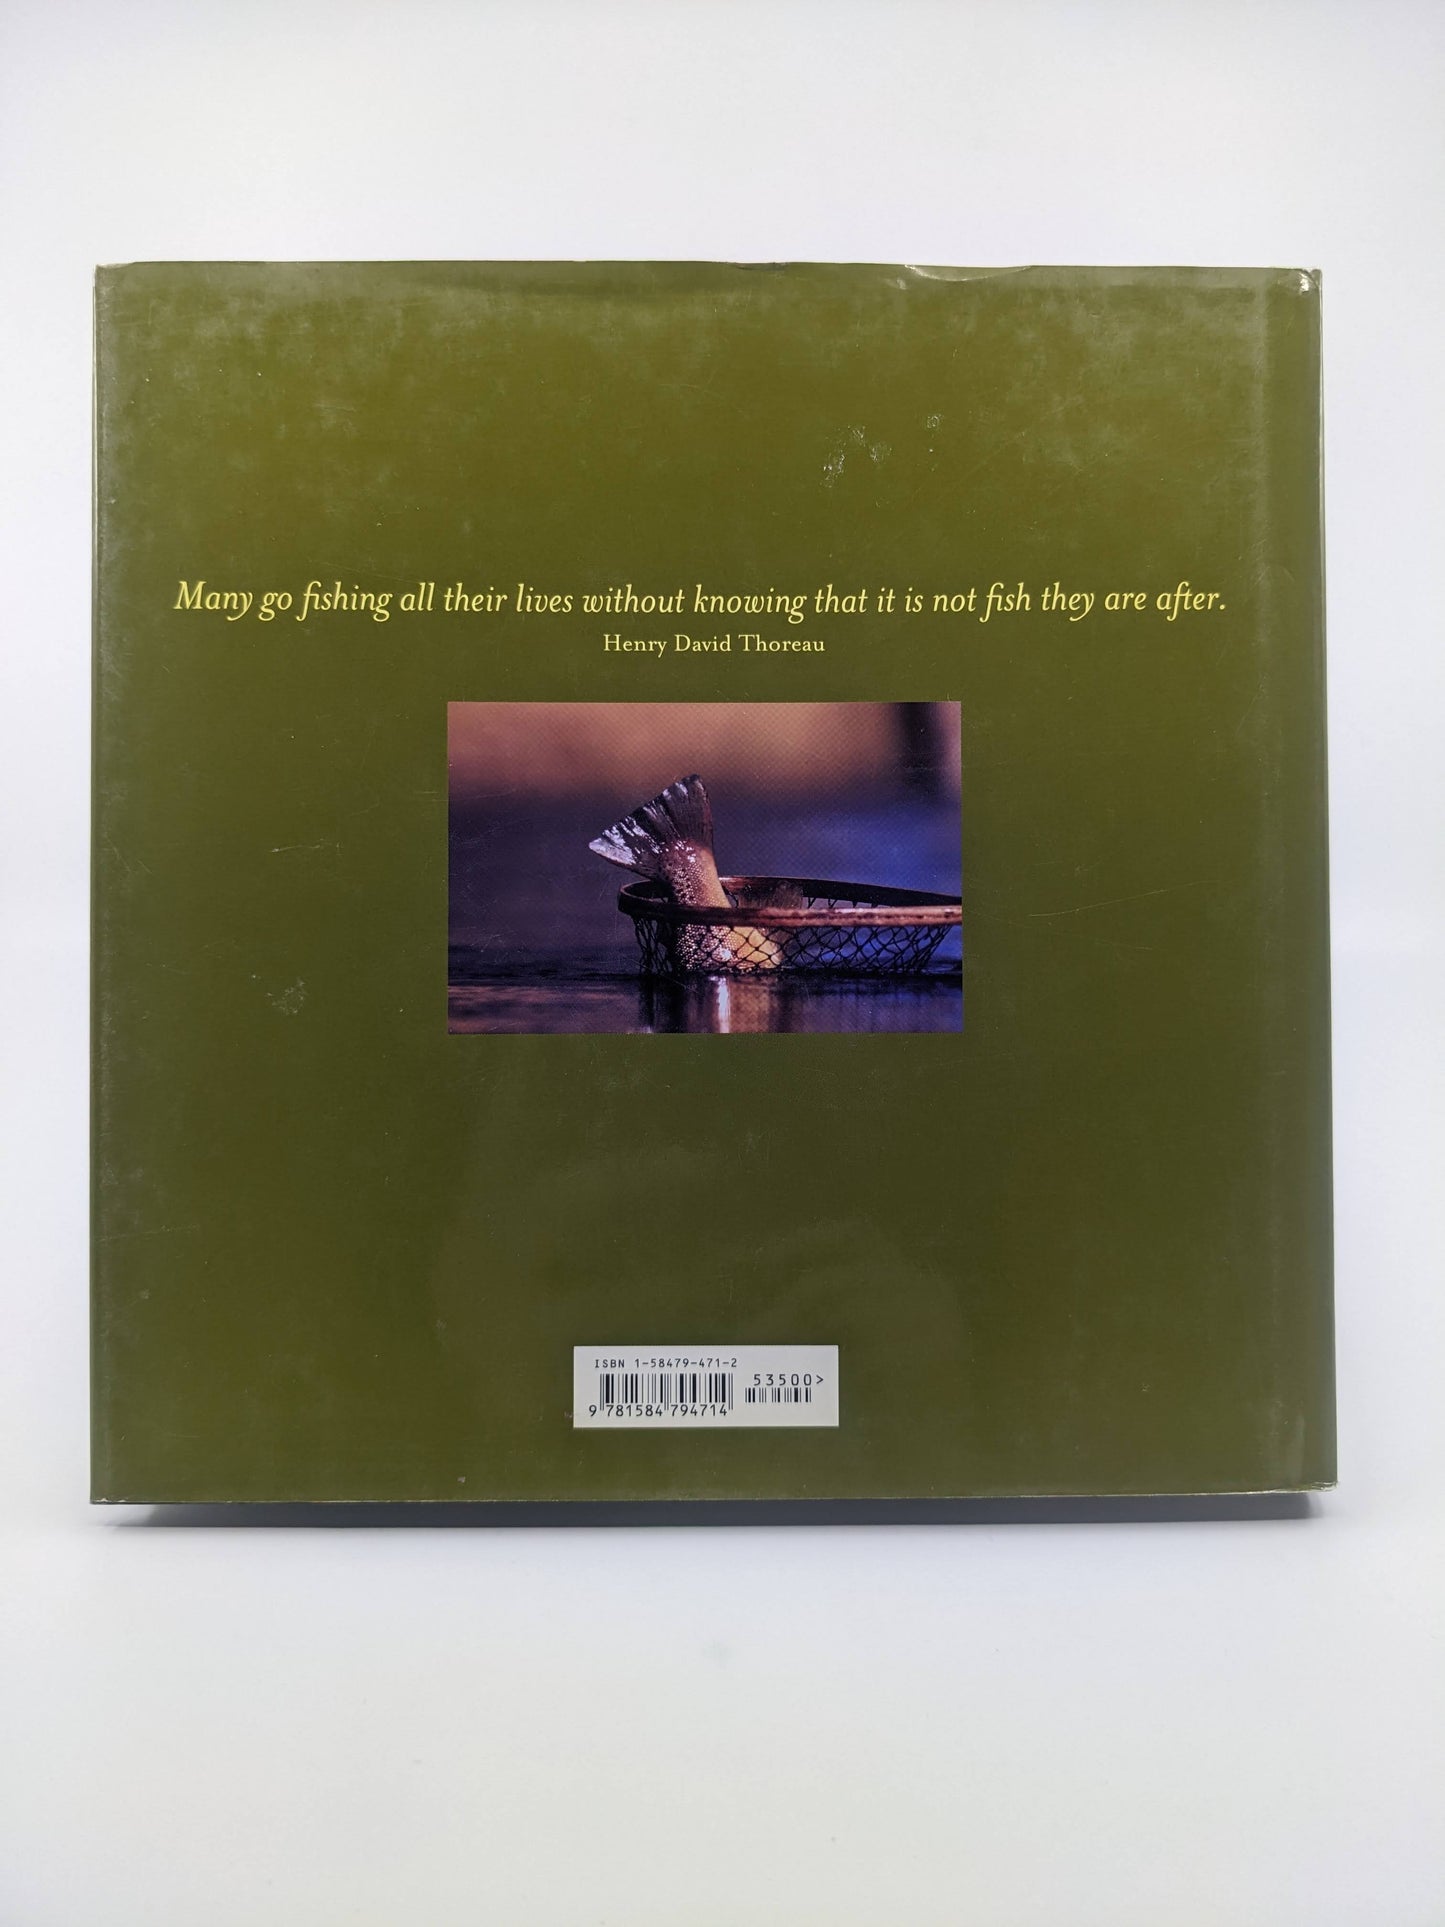 Many go fishing all their lives without knowing that it is not fish they are after.
Henry David Thoreau
ISBN 1-58479-471-2
53500>
9 781584 794714